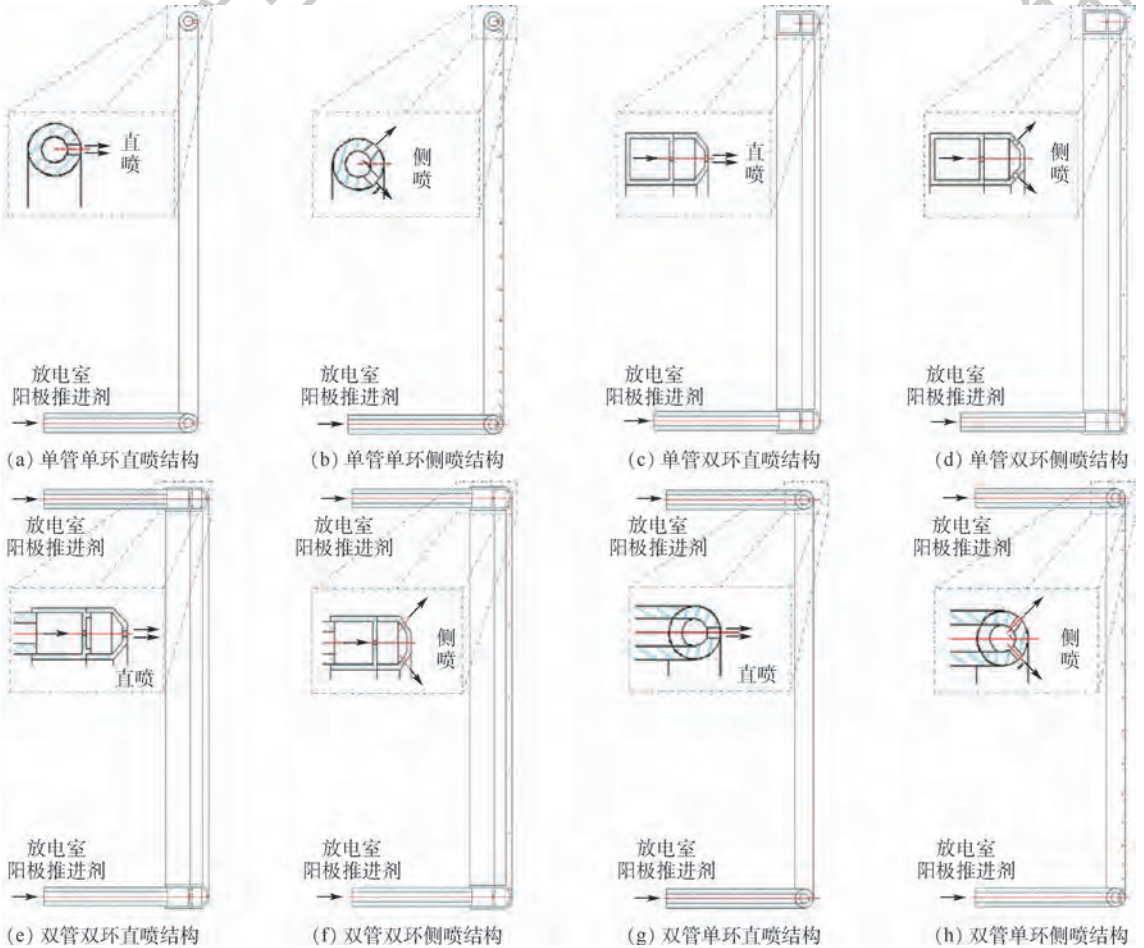 直
喷
侧
喷
直
喷
侧
喷
放电室
阳极推进剂
放电室
阳极推进剂
放电室
阳极推进剂
放电室
阳极推进剂
(a) 单管单环直喷结构
(b) 单管单环侧喷结构
(c) 单管双环直喷结构
(d) 单管双环侧喷结构
放电室
阳极推进剂
放电室
阳极推进剂
放电室
阳极推进剂
放电室
阳极推进剂
直喷
侧
喷
直喷
侧
喷
放电室
阳极推进剂
放电室
阳极推进剂
放电室
阳极推进剂
放电室
阳极推进剂
(e) 双管双环直喷结构
(f) 双管双环侧喷结构
(g) 双管单环直喷结构
(h) 双管单环侧喷结构